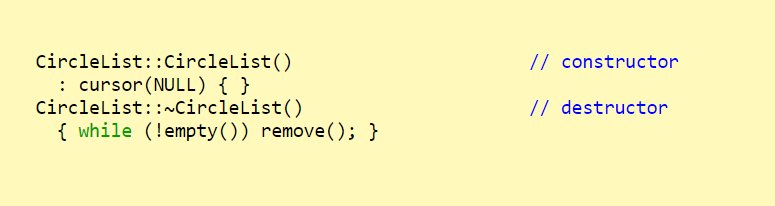 CircleList::CircleList() // constructor
: cursor(NULL) { }
CircleList::~CircleList() // destructor
{ while (!empty()) remove(); }